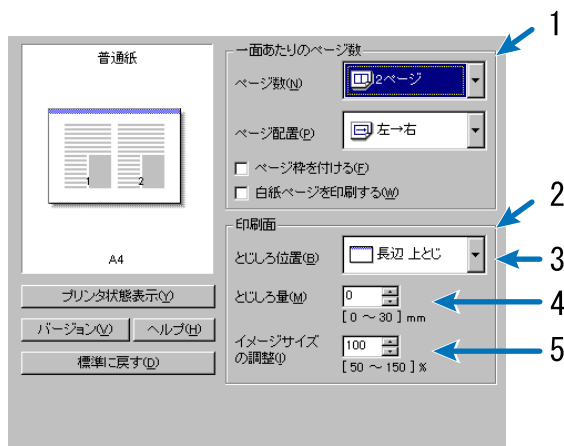 普通紙
1
2
A4
プリンタ状態表示(Y)
バージョン(V)
ヘルプ(H)
標準に戻す(D)
一面あたりのページ数
1
ページ数(N)
2ページ
ページ配置(P)
左→右
ページ枠を付ける(F)
白紙ページを印刷する(W)
印刷面
2
とじしろ位置(B)
長辺 上とじ
3
とじしろ量(M)
0
4
[0 ～30] mm
イメージサイズ
の調整(I)
100
5
[50 ～ 150]%